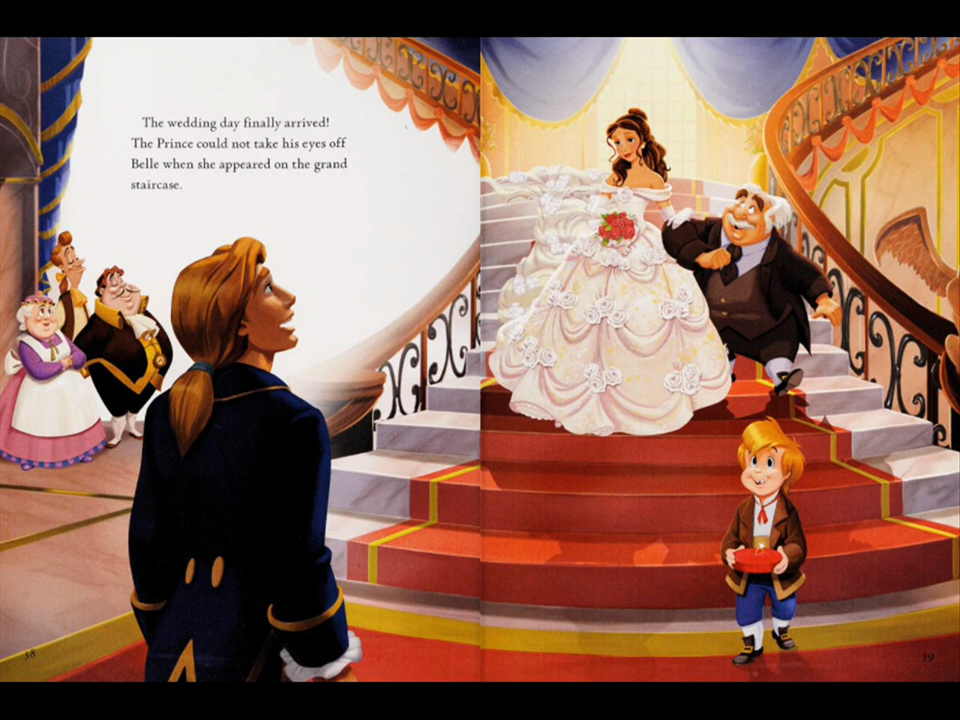 The wedding day finally arrived!
The Prince could not take his eyes off
Belle when she appeared on the grand
staircase.
38
39